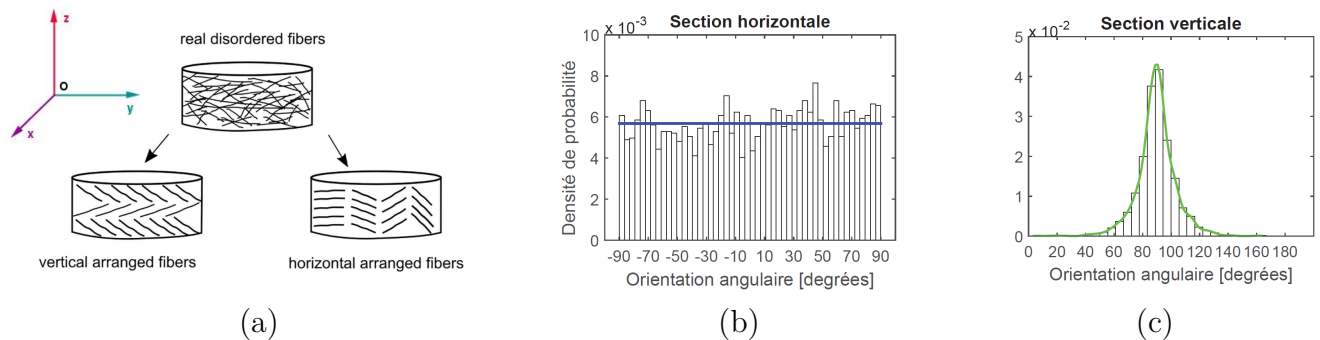 z
O
y
x
real disordered fibers
vertical arranged fibers
horizontal arranged fibers
(a)
x 10-3
Section horizontale
Densité de probabilité
10
8
6
4
2
0
-90 -70 -50 -30 -10 10 30 50 70 90
Orientation angulaire [degrées]
(b)
x 10-2
Section verticale
5
4
3
2
1
0
0 20 40 60 80 100 120 140 160 180
Orientation angulaire [degrées]
(c)